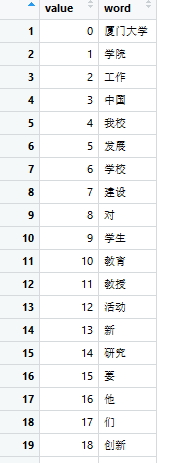 value word
1 0 厦门大学
2 1 学院
3 2 工作
4 3 中国
5 4 我校
6 5 发展
7 6 学校
8 7 建设
9 8 对
10 9 学生
11 10 教育
12 11 教授
13 12 活动
14 13 新
15 14 研究
16 15 要
17 16 他
18 17 们
19 18 创新